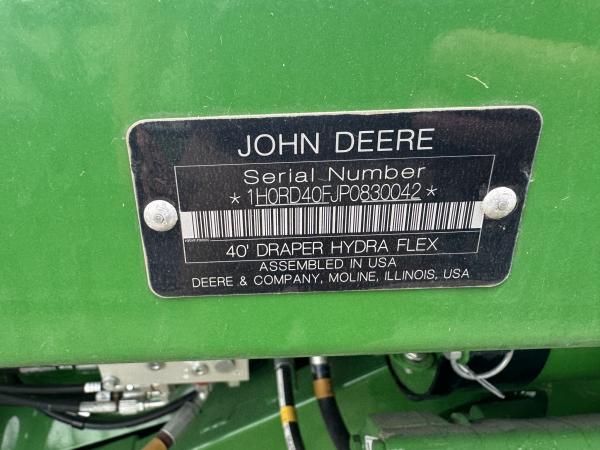 JOHN DEERE
Serial Number
*1H0RD40FJP0830042*
40' DRAPER HYDRA FLEX
ASSEMBLED IN USA
DEERE & COMPANY, MOLINE, ILLINOIS, USA